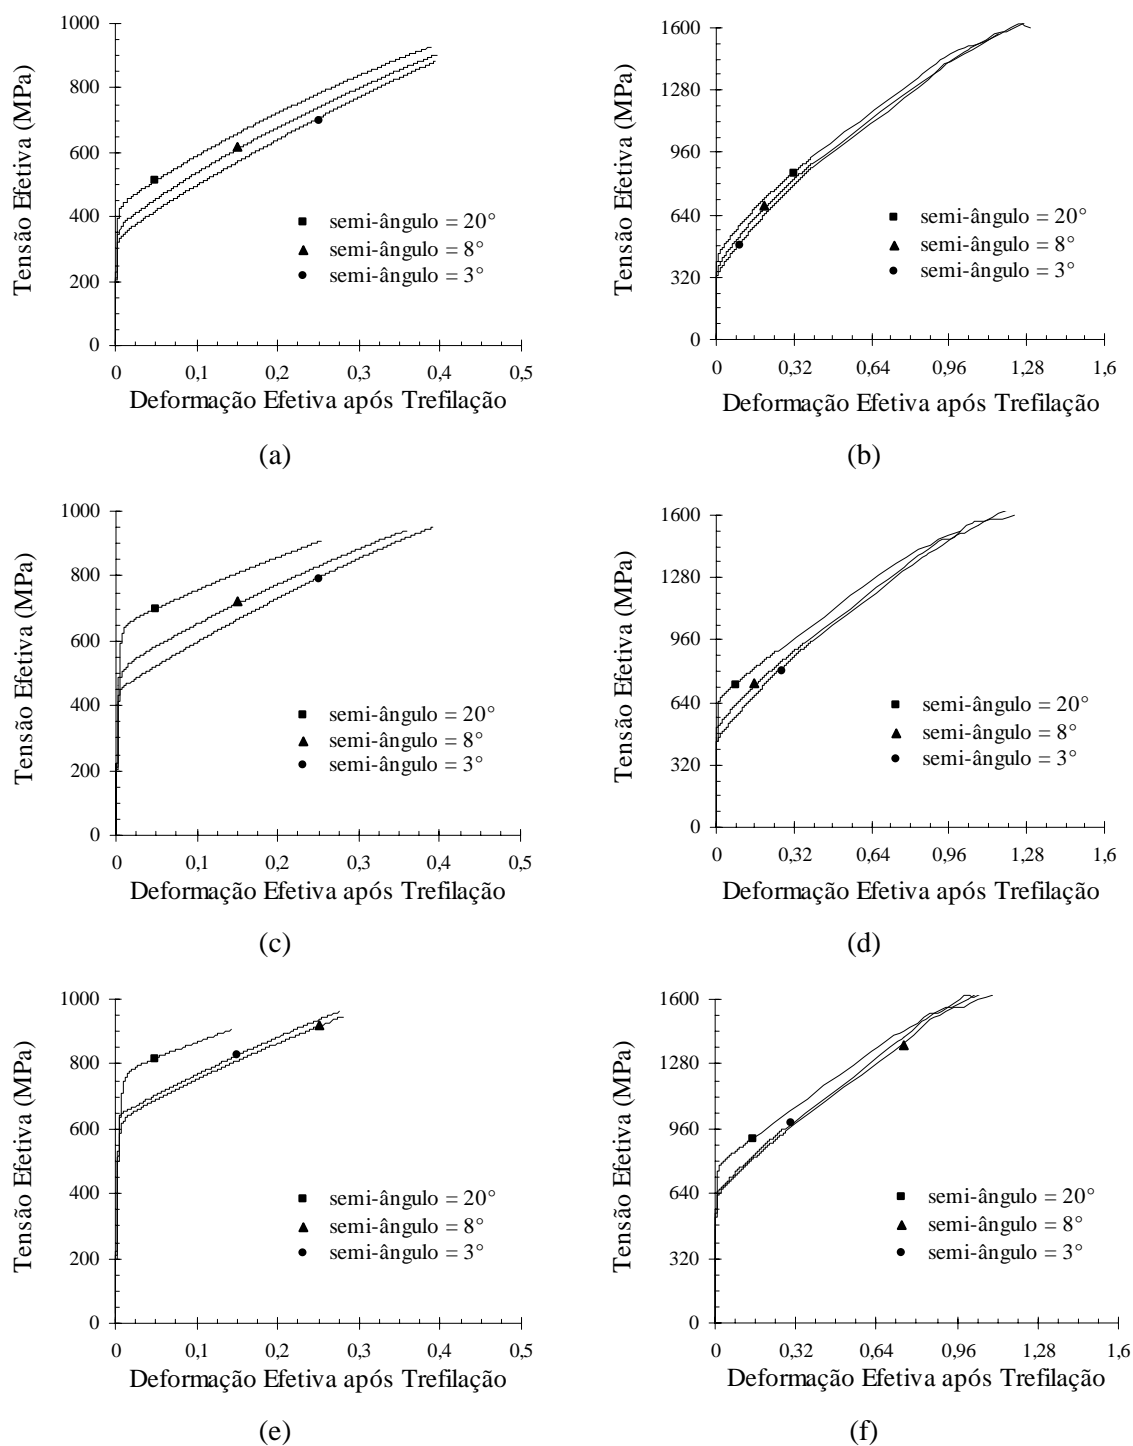 1000
800
600
400
200
0
Tensão Efetiva (MPa)
semi-ângulo = 20°
semi-ângulo = 8°
semi-ângulo = 3°
0 0,1 0,2 0,3 0,4 0,5
Deformação Efetiva após Trefilação
(a)
1600
1280
960
640
320
0
Tensão Efetiva (MPa)
semi-ângulo = 20°
semi-ângulo = 8°
semi-ângulo = 3°
0 0,32 0,64 0,96 1,28 1,6
Deformação Efetiva após Trefilação
(b)
1000
800
600
400
200
0
Tensão Efetiva (MPa)
semi-ângulo = 20°
semi-ângulo = 8°
semi-ângulo = 3°
0 0,1 0,2 0,3 0,4 0,5
Deformação Efetiva após Trefilação
(c)
1600
1280
960
640
320
0
Tensão Efetiva (MPa)
semi-ângulo = 20°
semi-ângulo = 8°
semi-ângulo = 3°
0 0,32 0,64 0,96 1,28 1,6
Deformação Efetiva após Trefilação
(d)
1000
800
600
400
200
0
Tensão Efetiva (MPa)
semi-ângulo = 20°
semi-ângulo = 8°
semi-ângulo = 3°
0 0,1 0,2 0,3 0,4 0,5
Deformação Efetiva após Trefilação
(e)
1600
1280
960
640
320
0
Tensão Efetiva (MPa)
semi-ângulo = 20°
semi-ângulo = 8°
semi-ângulo = 3°
0 0,32 0,64 0,96 1,28 1,6
Deformação Efetiva após Trefilação
(f)